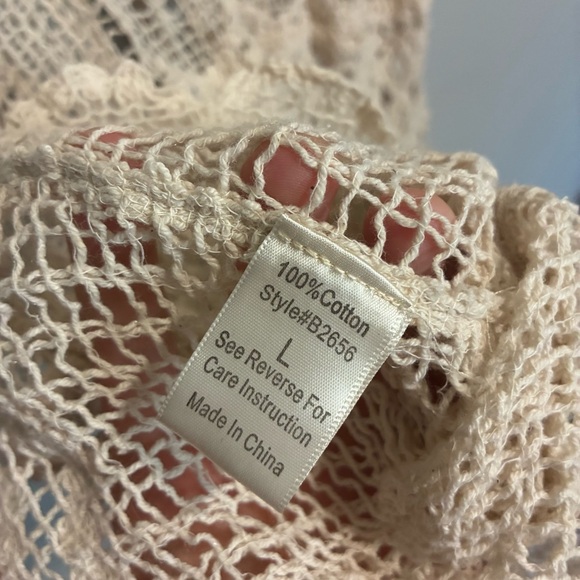 100%Cotton
Style#B2656
L
See Reverse For
Care Instruction
Made In China